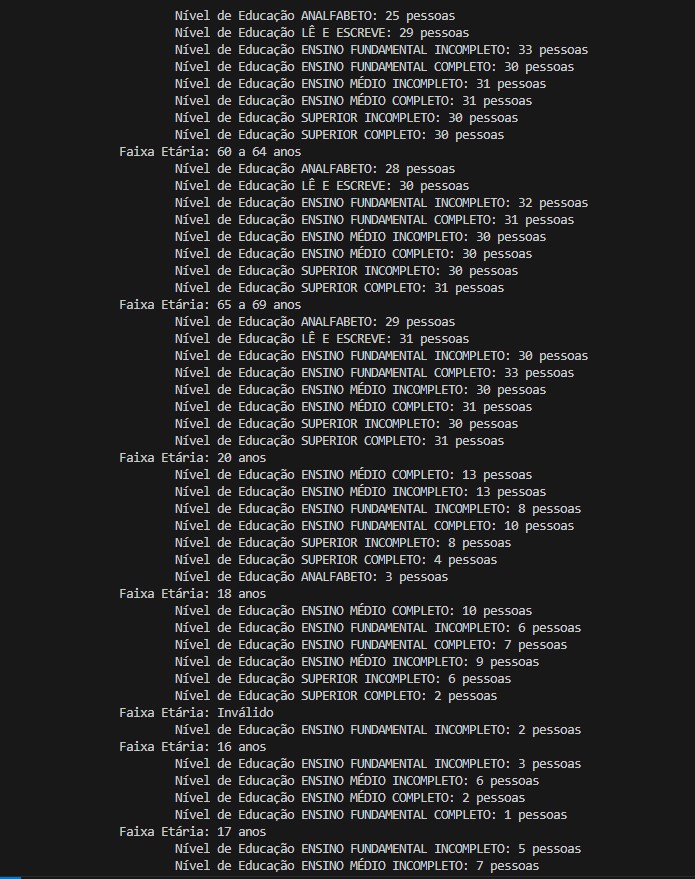 Nível de Educação ANALFABETO: 25 pessoas
Nível de Educação LÊ E ESCREVE: 29 pessoas
Nível de Educação ENSINO FUNDAMENTAL INCOMPLETO: 33 pessoas
Nível de Educação ENSINO FUNDAMENTAL COMPLETO: 30 pessoas
Nível de Educação ENSINO MÉDIO INCOMPLETO: 31 pessoas
Nível de Educação ENSINO MÉDIO COMPLETO: 31 pessoas
Nível de Educação SUPERIOR INCOMPLETO: 30 pessoas
Nível de Educação SUPERIOR COMPLETO: 30 pessoas
Faixa Etária: 60 a 64 anos
Nível de Educação ANALFABETO: 28 pessoas
Nível de Educação LÊ E ESCREVE: 30 pessoas
Nível de Educação ENSINO FUNDAMENTAL INCOMPLETO: 32 pessoas
Nível de Educação ENSINO FUNDAMENTAL COMPLETO: 31 pessoas
Nível de Educação ENSINO MÉDIO INCOMPLETO: 30 pessoas
Nível de Educação ENSINO MÉDIO COMPLETO: 30 pessoas
Nível de Educação SUPERIOR INCOMPLETO: 30 pessoas
Nível de Educação SUPERIOR COMPLETO: 31 pessoas
Faixa Etária: 65 a 69 anos
Nível de Educação ANALFABETO: 29 pessoas
Nível de Educação LÊ E ESCREVE: 31 pessoas
Nível de Educação ENSINO FUNDAMENTAL INCOMPLETO: 30 pessoas
Nível de Educação ENSINO FUNDAMENTAL COMPLETO: 33 pessoas
Nível de Educação ENSINO MÉDIO INCOMPLETO: 30 pessoas
Nível de Educação ENSINO MÉDIO COMPLETO: 31 pessoas
Nível de Educação SUPERIOR INCOMPLETO: 30 pessoas
Nível de Educação SUPERIOR COMPLETO: 31 pessoas
Faixa Etária: 20 anos
Nível de Educação ENSINO MÉDIO COMPLETO: 13 pessoas
Nível de Educação ENSINO MÉDIO INCOMPLETO: 13 pessoas
Nível de Educação ENSINO FUNDAMENTAL INCOMPLETO: 8 pessoas
Nível de Educação ENSINO FUNDAMENTAL COMPLETO: 10 pessoas
Nível de Educação SUPERIOR INCOMPLETO: 8 pessoas
Nível de Educação SUPERIOR COMPLETO: 4 pessoas
Nível de Educação ANALFABETO: 3 pessoas
Faixa Etária: 18 anos
Nível de Educação ENSINO MÉDIO COMPLETO: 10 pessoas
Nível de Educação ENSINO FUNDAMENTAL INCOMPLETO: 6 pessoas
Nível de Educação ENSINO FUNDAMENTAL COMPLETO: 7 pessoas
Nível de Educação ENSINO MÉDIO INCOMPLETO: 9 pessoas
Nível de Educação SUPERIOR INCOMPLETO: 6 pessoas
Nível de Educação SUPERIOR COMPLETO: 2 pessoas
Faixa Etária: Inválido
Nível de Educação ENSINO FUNDAMENTAL INCOMPLETO: 2 pessoas
Faixa Etária: 16 anos
Nível de Educação ENSINO FUNDAMENTAL INCOMPLETO: 3 pessoas
Nível de Educação ENSINO MÉDIO INCOMPLETO: 6 pessoas
Nível de Educação ENSINO MÉDIO COMPLETO: 2 pessoas
Nível de Educação ENSINO FUNDAMENTAL COMPLETO: 1 pessoas
Faixa Etária: 17 anos
Nível de Educação ENSINO FUNDAMENTAL INCOMPLETO: 5 pessoas
Nível de Educação ENSINO MÉDIO INCOMPLETO: 7 pessoas